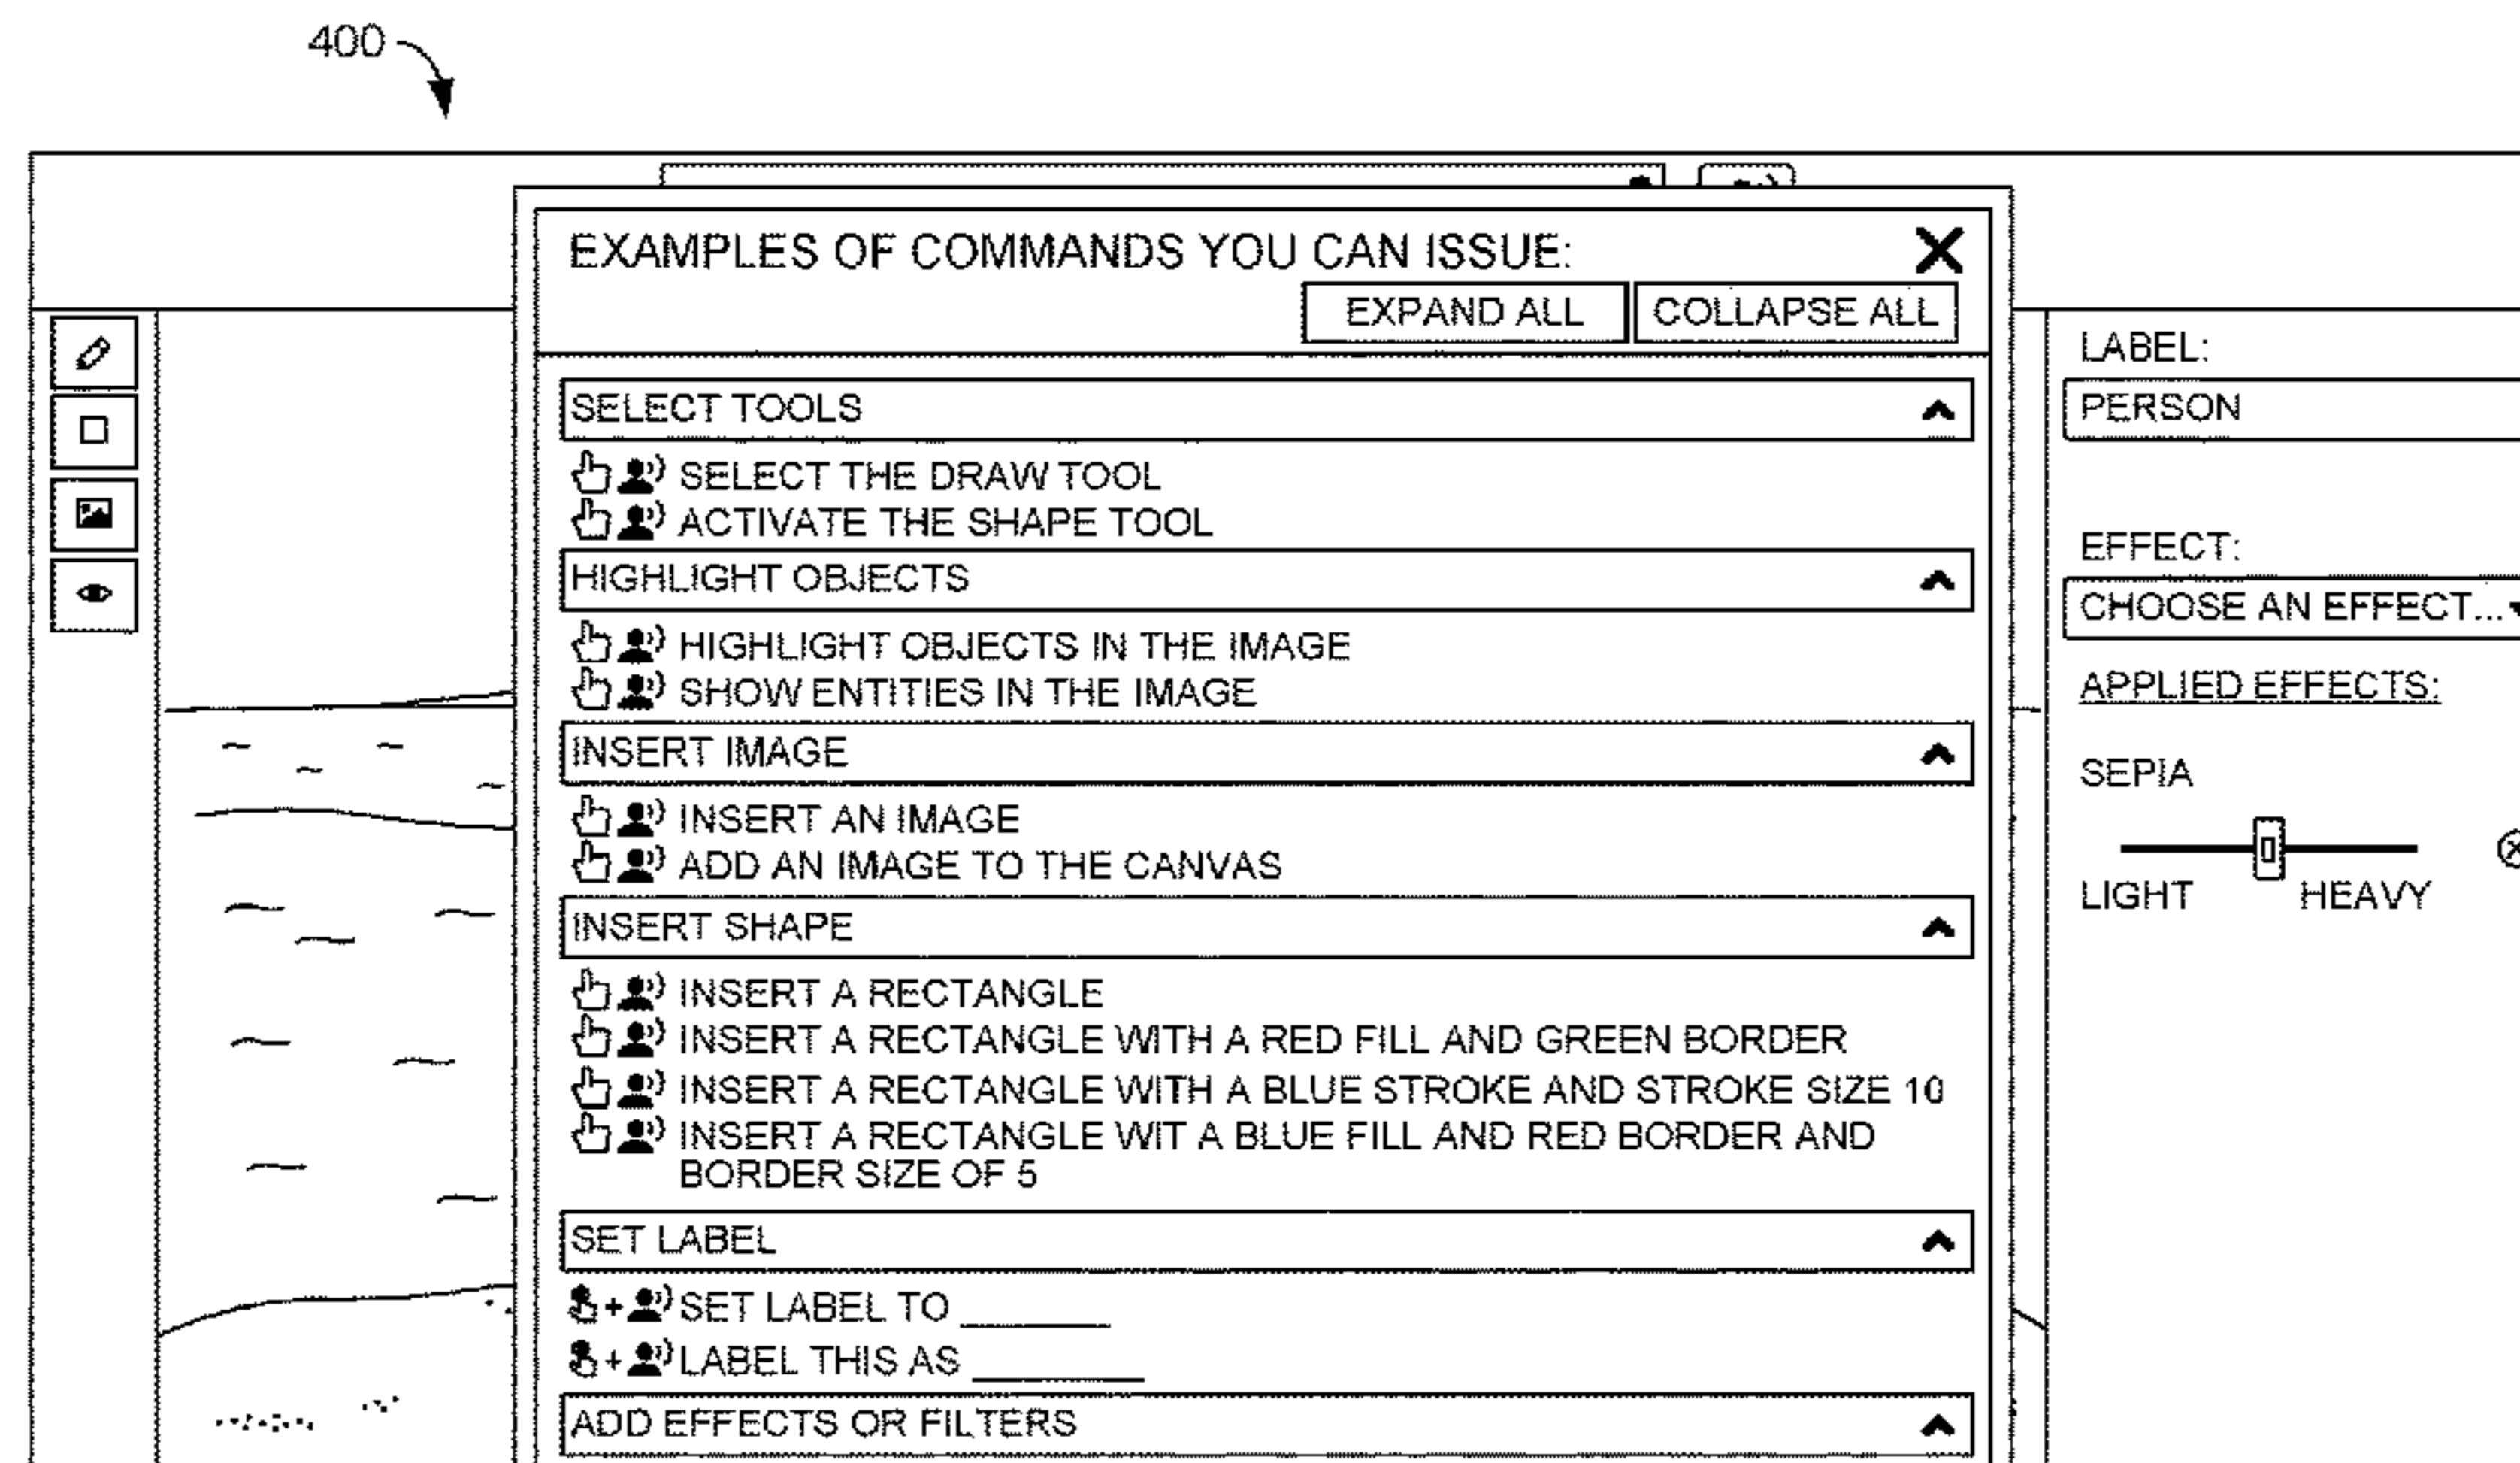 400
EXAMPLES OF COMMANDS YOU CAN ISSUE:
EXPAND ALL
COLLAPSE ALL
SELECT TOOLS
SELECT THE DRAW TOOL
ACTIVATE THE SHAPE TOOL
HIGHLIGHT OBJECTS
HIGHLIGHT OBJECTS IN THE IMAGE
SHOW ENTITIES IN THE IMAGE
INSERT IMAGE
INSERT AN IMAGE
ADD AN IMAGE TO THE CANVAS
INSERT SHAPE
INSERT A RECTANGLE
INSERT A RECTANGLE WITH A RED FILL AND GREEN BORDER
INSERT A RECTANGLE WITH A BLUE STROKE AND STROKE SIZE 10
INSERT A RECTANGLE WIT A BLUE FILL AND RED BORDER AND
BORDER SIZE OF 5
SET LABEL
+ SET LABEL TO ______
+ LABEL THIS AS ______
ADD EFFECTS OR FILTERS
LABEL:
PERSON
EFFECT:
CHOOSE AN EFFECT...
APPLIED EFFECTS:
SEPIA
LIGHT HEAVY